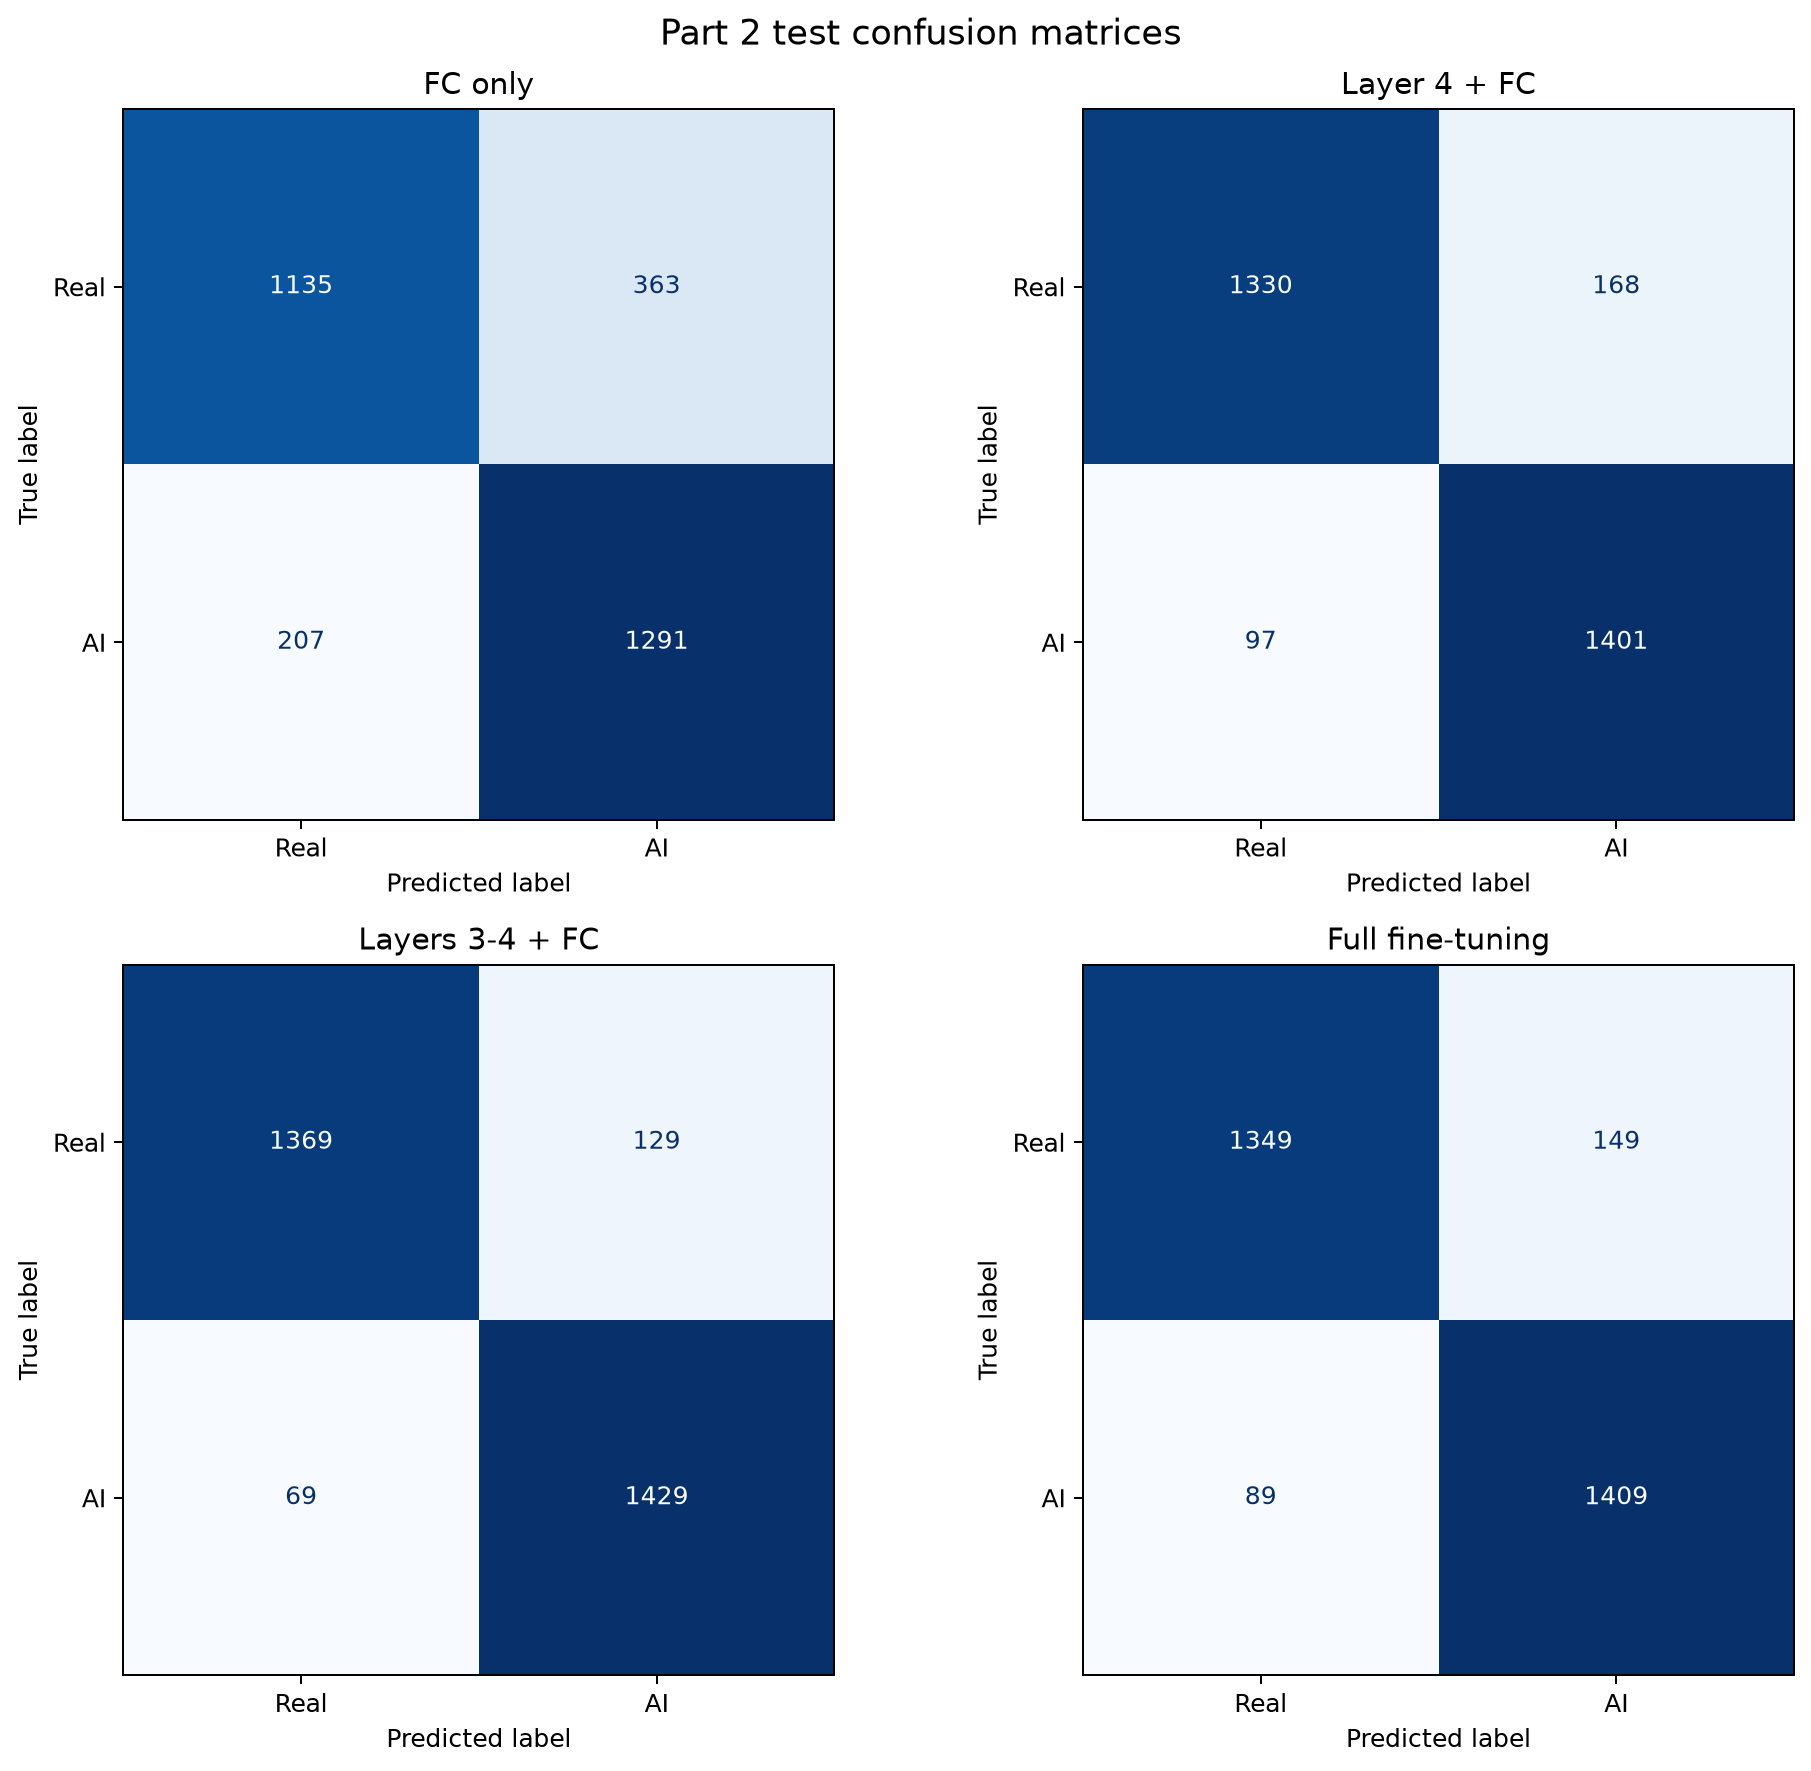 Part 2 test confusion matrices
FC only
True label
Real
1135
363
AI
207
1291
Real
AI
Predicted label
Layer 4 + FC
True label
Real
1330
168
AI
97
1401
Real
AI
Predicted label
Layers 3-4 + FC
True label
Real
1369
129
AI
69
1429
Real
AI
Predicted label
Full fine-tuning
True label
Real
1349
149
AI
89
1409
Real
AI
Predicted label